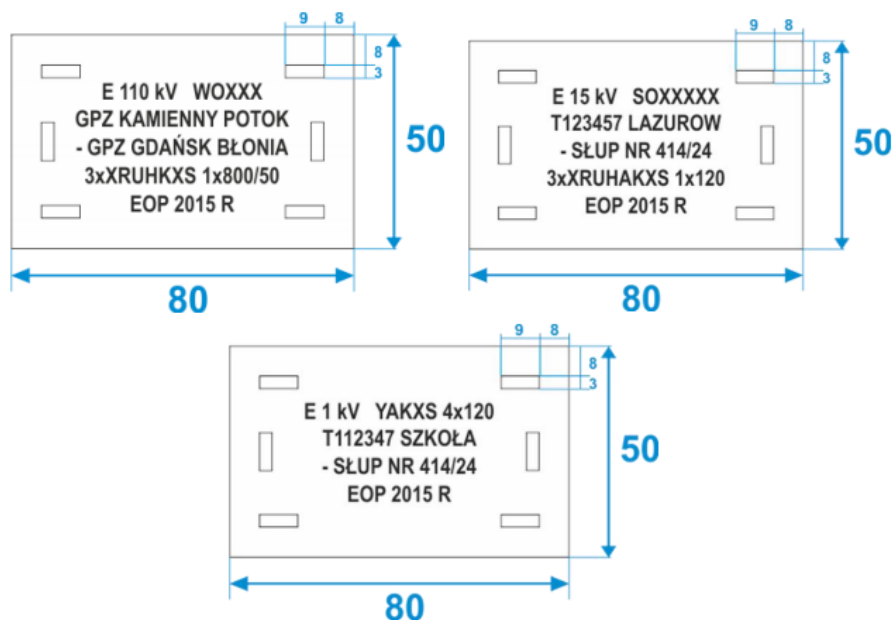 9 8
8
3
E 110 kV WOXXX
GPZ KAMIENNY POTOK
- GPZ GDAŃSK BŁONIA
3xXRUHKXS 1x800/50
EOP 2015 R
50
80
9 8
8
3
E 15 kV SOXXXXX
T123457 LAZUROW
- SŁUP NR 414/24
3xXRUHAKXS 1x120
EOP 2015 R
50
80
9 8
8
3
E 1 kV YAKXS 4x120
T112347 SZKOŁA
- SŁUP NR 414/24
EOP 2015 R
50
80